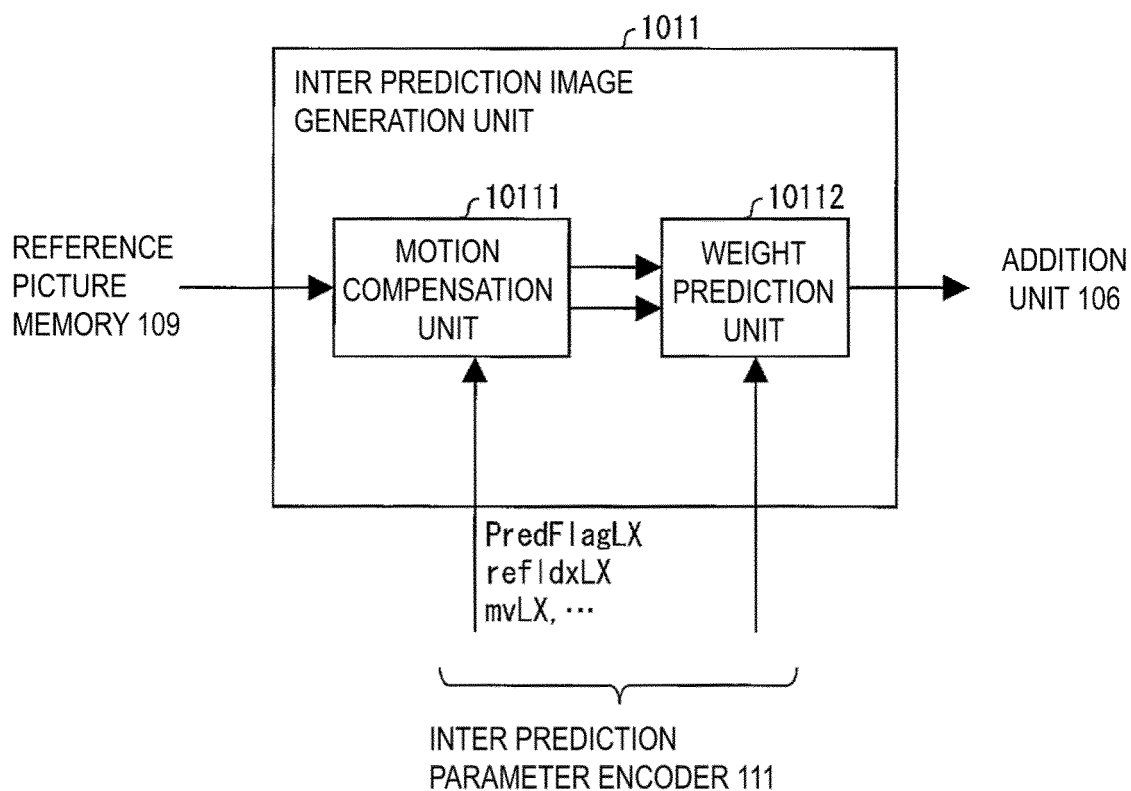 1011
INTER PREDICTION IMAGE
GENERATION UNIT
10111
10112
REFERENCE
PICTURE
MEMORY 109
MOTION
COMPENSATION
UNIT
WEIGHT
PREDICTION
UNIT
ADDITION
UNIT 106
PredFlagLX
refIdxLX
mvLX, ···
INTER PREDICTION
PARAMETER ENCODER 111